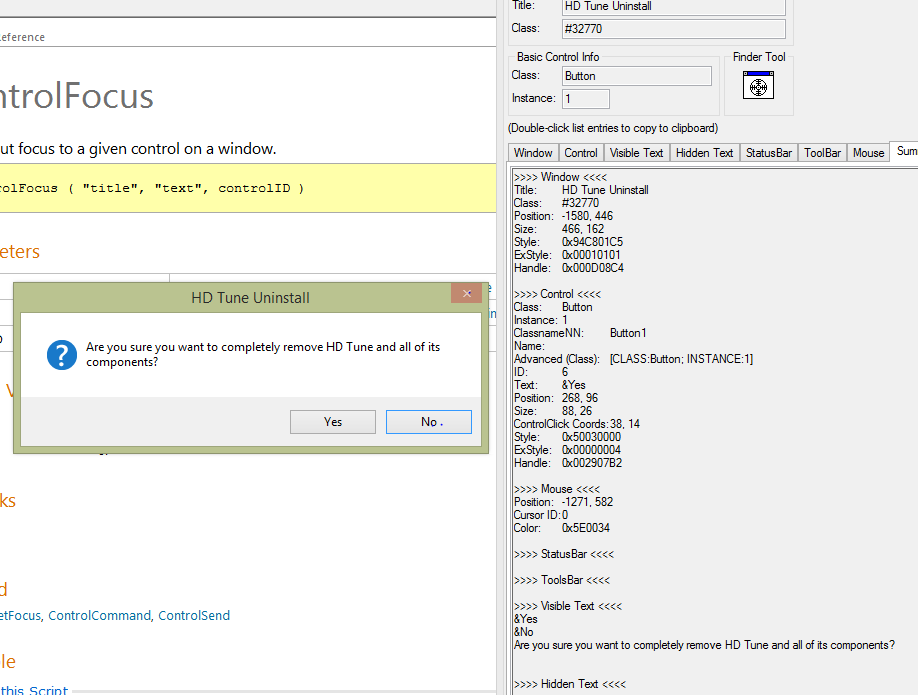 Reference
ntrolFocus
ut focus to a given control on a window.
rolFocus ( "title", "text", controlID )
eters
HD Tune Uninstall
Are you sure you want to completely remove HD Tune and all of its
components?
Yes
No .
ks
d
etFocus, ControlCommand, ControlSend
le
this Script
Title: HD Tune Uninstall
Class: #32770
Basic Control Info
Class: Button
Instance: 1
Finder Tool
(Double-click list entries to copy to clipboard)
Window Control Visible Text Hidden Text StatusBar ToolBar Mouse Sum
>>>> Window <<<<
Title: HD Tune Uninstall
Class: #32770
Position: -1580, 446
Size: 466, 162
Style: 0x94C801C5
ExStyle: 0x00010101
Handle: 0x000D08C4
>>>> Control <<<<
Class: Button
Instance: 1
ClassnameNN: Button1
Name:
Advanced (Class): [CLASS:Button; INSTANCE:1]
ID: 6
Text: &Yes
Position: 268, 96
Size: 88, 26
ControlClick Coords: 38, 14
Style: 0x50030000
ExStyle: 0x00000004
Handle: 0x002907B2
>>>> Mouse <<<<
Position: -1271, 582
Cursor ID: 0
Color: 0x5E0034
>>>> StatusBar <<<<
>>>> ToolsBar <<<<
>>>> Visible Text <<<<
&Yes
&No
Are you sure you want to completely remove HD Tune and all of its components?
>>>> Hidden Text <<<<